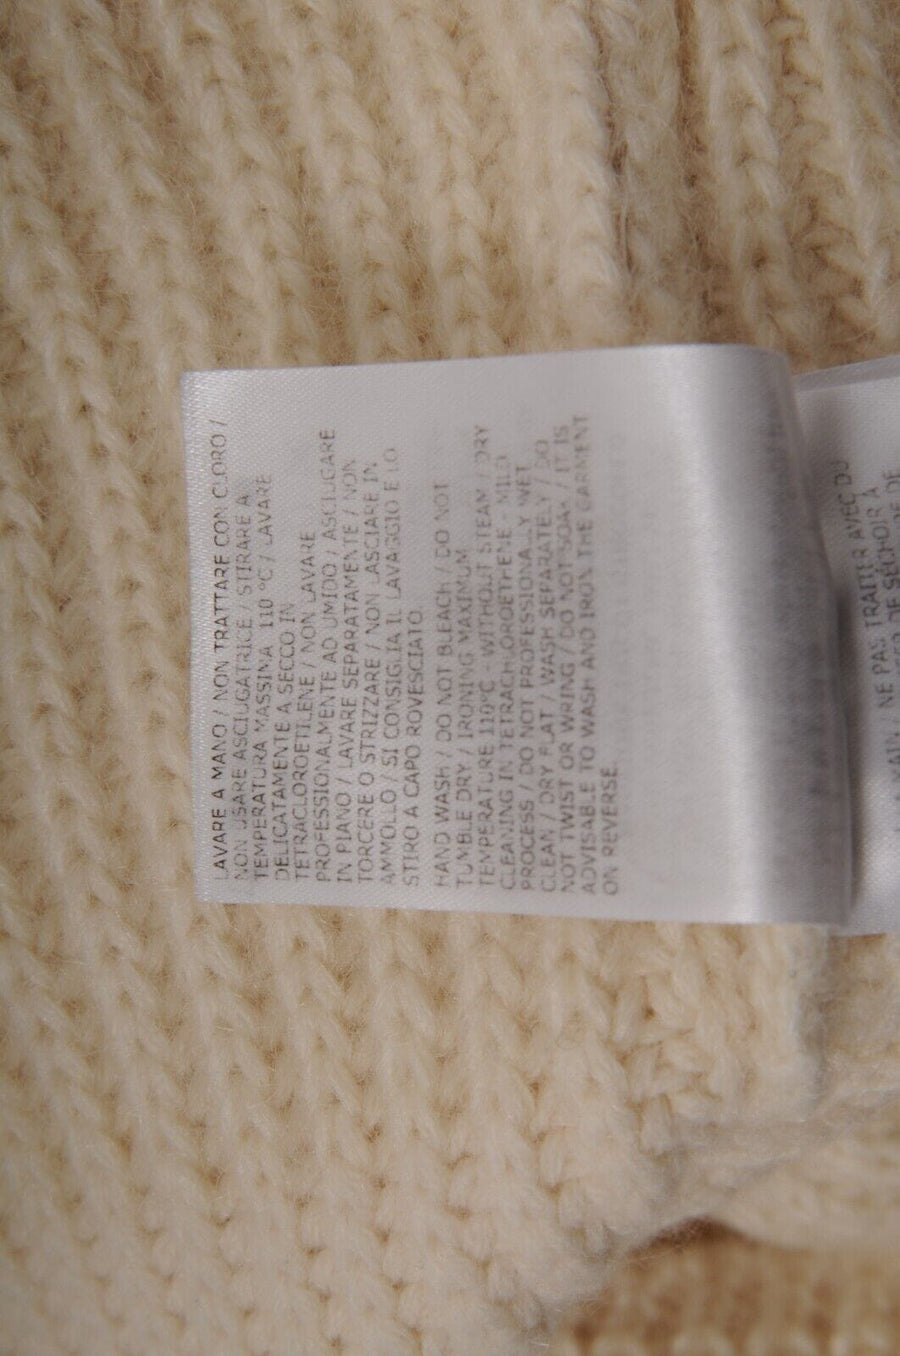 LAVARE A MANO / NON TRATTARE CON CLORO /
NON USARE ASCIUGATRICE / STIRARE A
TEMPERATURA MASSIMA 110 °C / LAVARE
DELICATAMENTE A SECCO IN
TETRACLOROETILENE / NON LAVARE
PROFESSIONALMENTE AD UMIDO / ASCIUGARE
IN PIANO / LAVARE SEPARATAMENTE / NON
TORCERE O STRIZZARE / NON LASCIARE IN
AMMOLLO / SI CONSIGLIA IL LAVAGGIO E LO
STIRO A CAPO ROVESCIATO.
HAND WASH / DO NOT BLEACH / DO NOT
TUMBLE DRY / IRONING MAXIMUM
TEMPERATURE 110°C - WITHOUT STEAM / DRY
CLEANING IN TETRACHLOROETHENE - MILD
PROCESS / DO NOT PROFESSIONALLY WET
CLEAN / DRY FLAT / WASH SEPARATELY / DO
NOT TWIST OR WRING / DO NOT SOAK / IT IS
ADVISABLE TO WASH AND IRON THE GARMENT
ON REVERSE.
MAIN / NE PAS TRAITER AVEC DU
DE SÉCHOIR À
DE